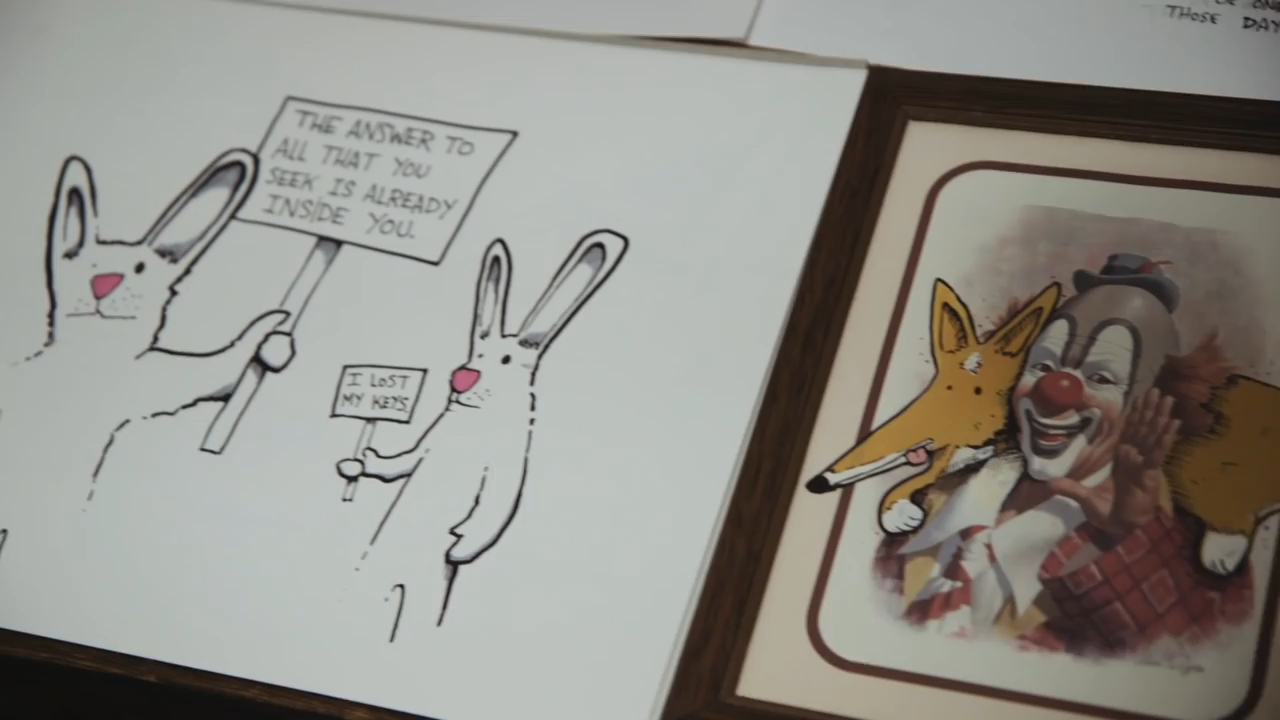 THOSE DAY
THE ANSWER TO
ALL THAT YOU
SEEK IS ALREADY
INSIDE YOU.
I LOST
MY KEYS.